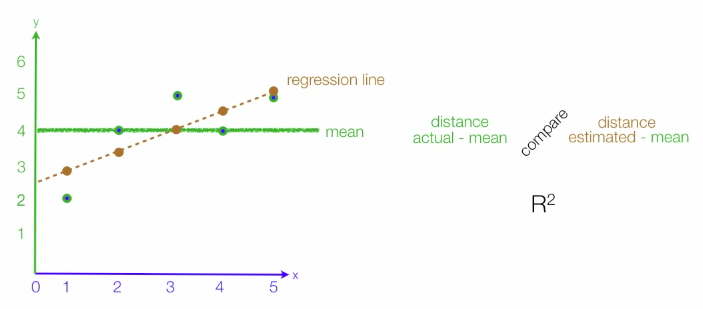 y
6
5
4
3
2
1
0 1 2 3 4 5 x
regression line
mean
distance
actual - mean
compare
distance
estimated - mean
R²